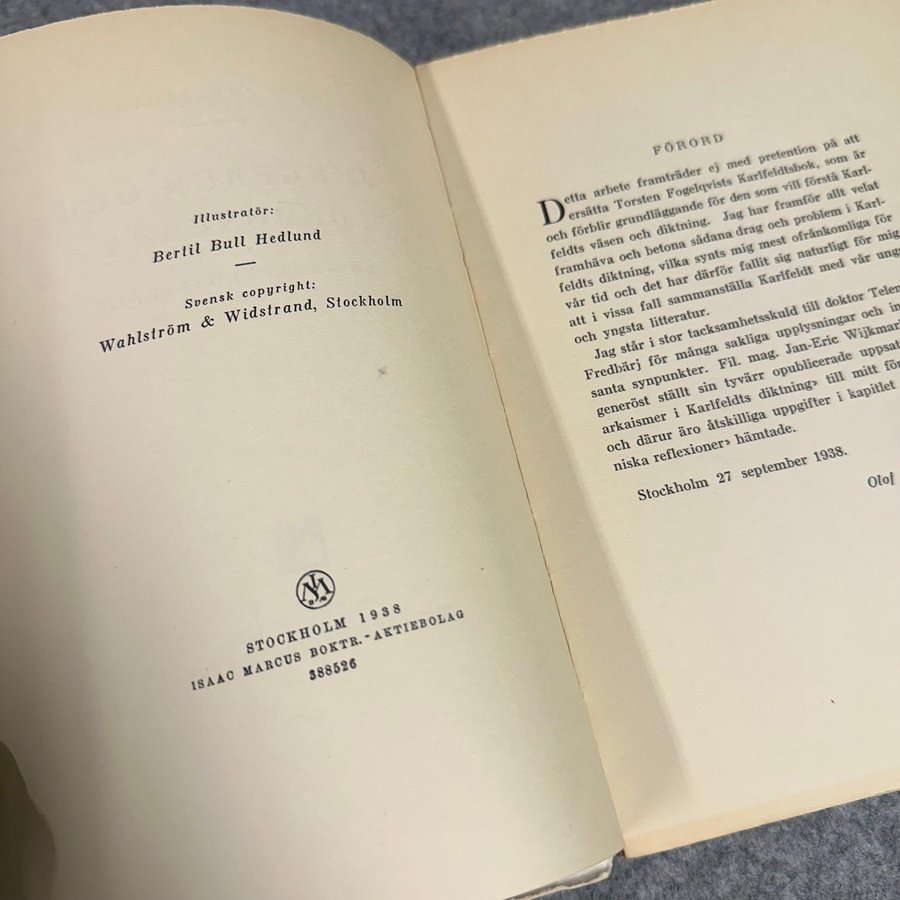 Illustratör:
Bertil Bull Hedlund
Svensk copyright:
Wahlström & Widstrand, Stockholm
STOCKHOLM 1938
ISAAC MARCUS BOKTR.-AKTIEBOLAG
388526
FÖRORD
Detta arbete framträder ej med pretention på att
ersätta Torsten Fogelqvists Karlfeldtsbok, som är
och förblir grundläggande för den som vill förstå Karl-
feldts väsen och diktning. Jag har framför allt velat
framhäva och betona sådana drag och problem i Karl-
feldts diktning, vilka synts mig mest ofrånkomliga för
vår tid och det har därför fallit sig naturligt för mig
att i vissa fall sammanställa Karlfeldt med vår ung
och yngsta litteratur.
Jag står i stor tacksamhetsskuld till doktor Telem
Fredbärj för många sakliga upplysningar och in
santa synpunkter. Fil. mag. Jan-Eric Wijkmar
generöst ställt sin tyvärr opublicerade uppsat
arkaismer i Karlfeldts diktning» till mitt för
och därur äro åtskilliga uppgifter i kapitlet
niska reflexioner» hämtade.
Stockholm 27 september 1938.
Olof